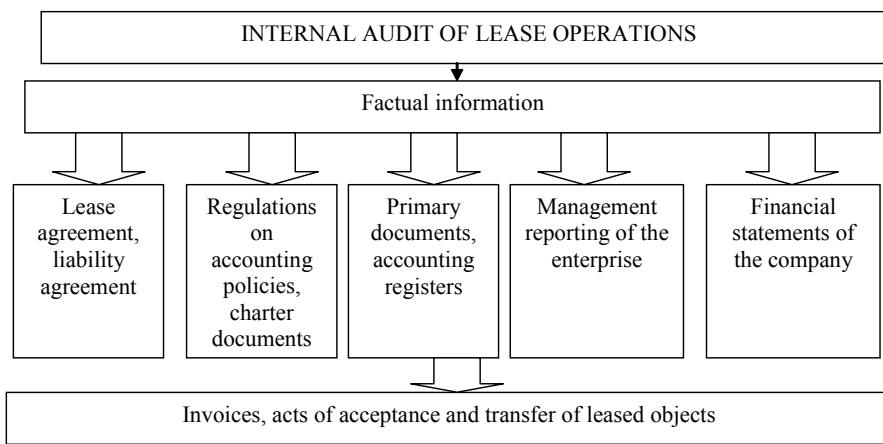 INTERNAL AUDIT OF LEASE OPERATIONS
Factual information
Lease
agreement,
liability
agreement
Regulations
on
accounting
policies,
charter
documents
Primary
documents,
accounting
registers
Management
reporting of the
enterprise
Financial
statements of
the company
Invoices, acts of acceptance and transfer of leased objects